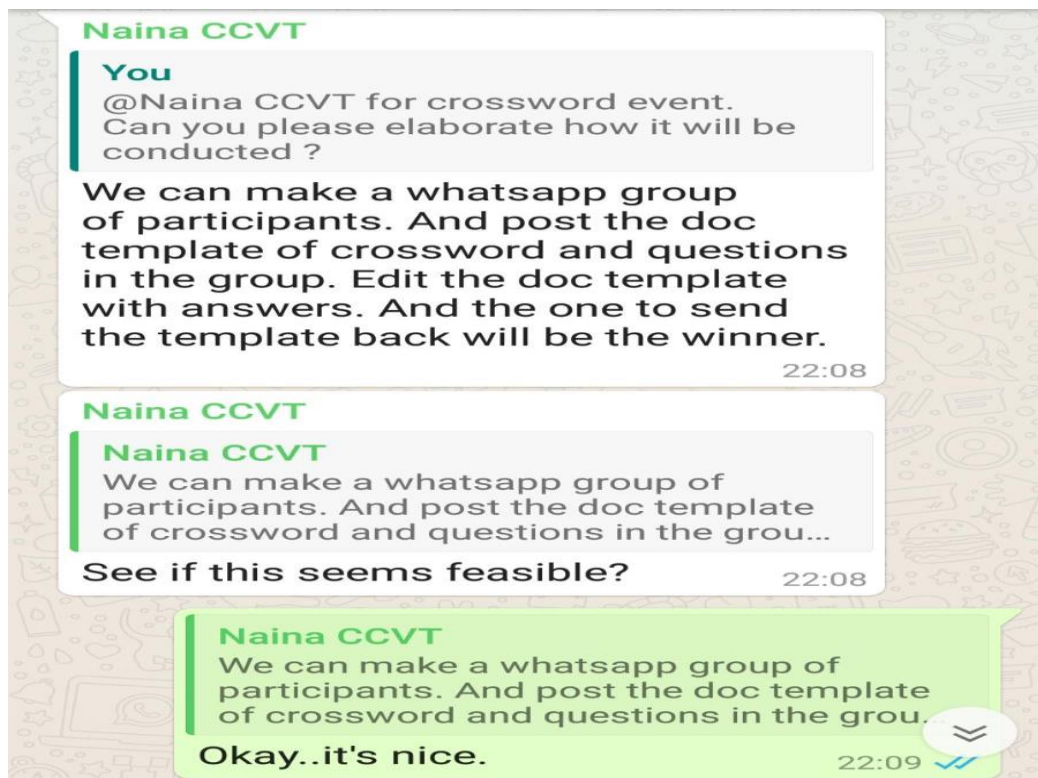 Naina CCVT
You
@Naina CCVT for crossword event.
Can you please elaborate how it will be
conducted ?
We can make a whatsapp group
of participants. And post the doc
template of crossword and questions
in the group. Edit the doc template
with answers. And the one to send
the template back will be the winner.
22:08
Naina CCVT
Naina CCVT
We can make a whatsapp group of
participants. And post the doc template
of crossword and questions in the grou...
See if this seems feasible?
22:08
Naina CCVT
We can make a whatsapp group of
participants. And post the doc template
of crossword and questions in the grou...
Okay..it's nice.
22:09